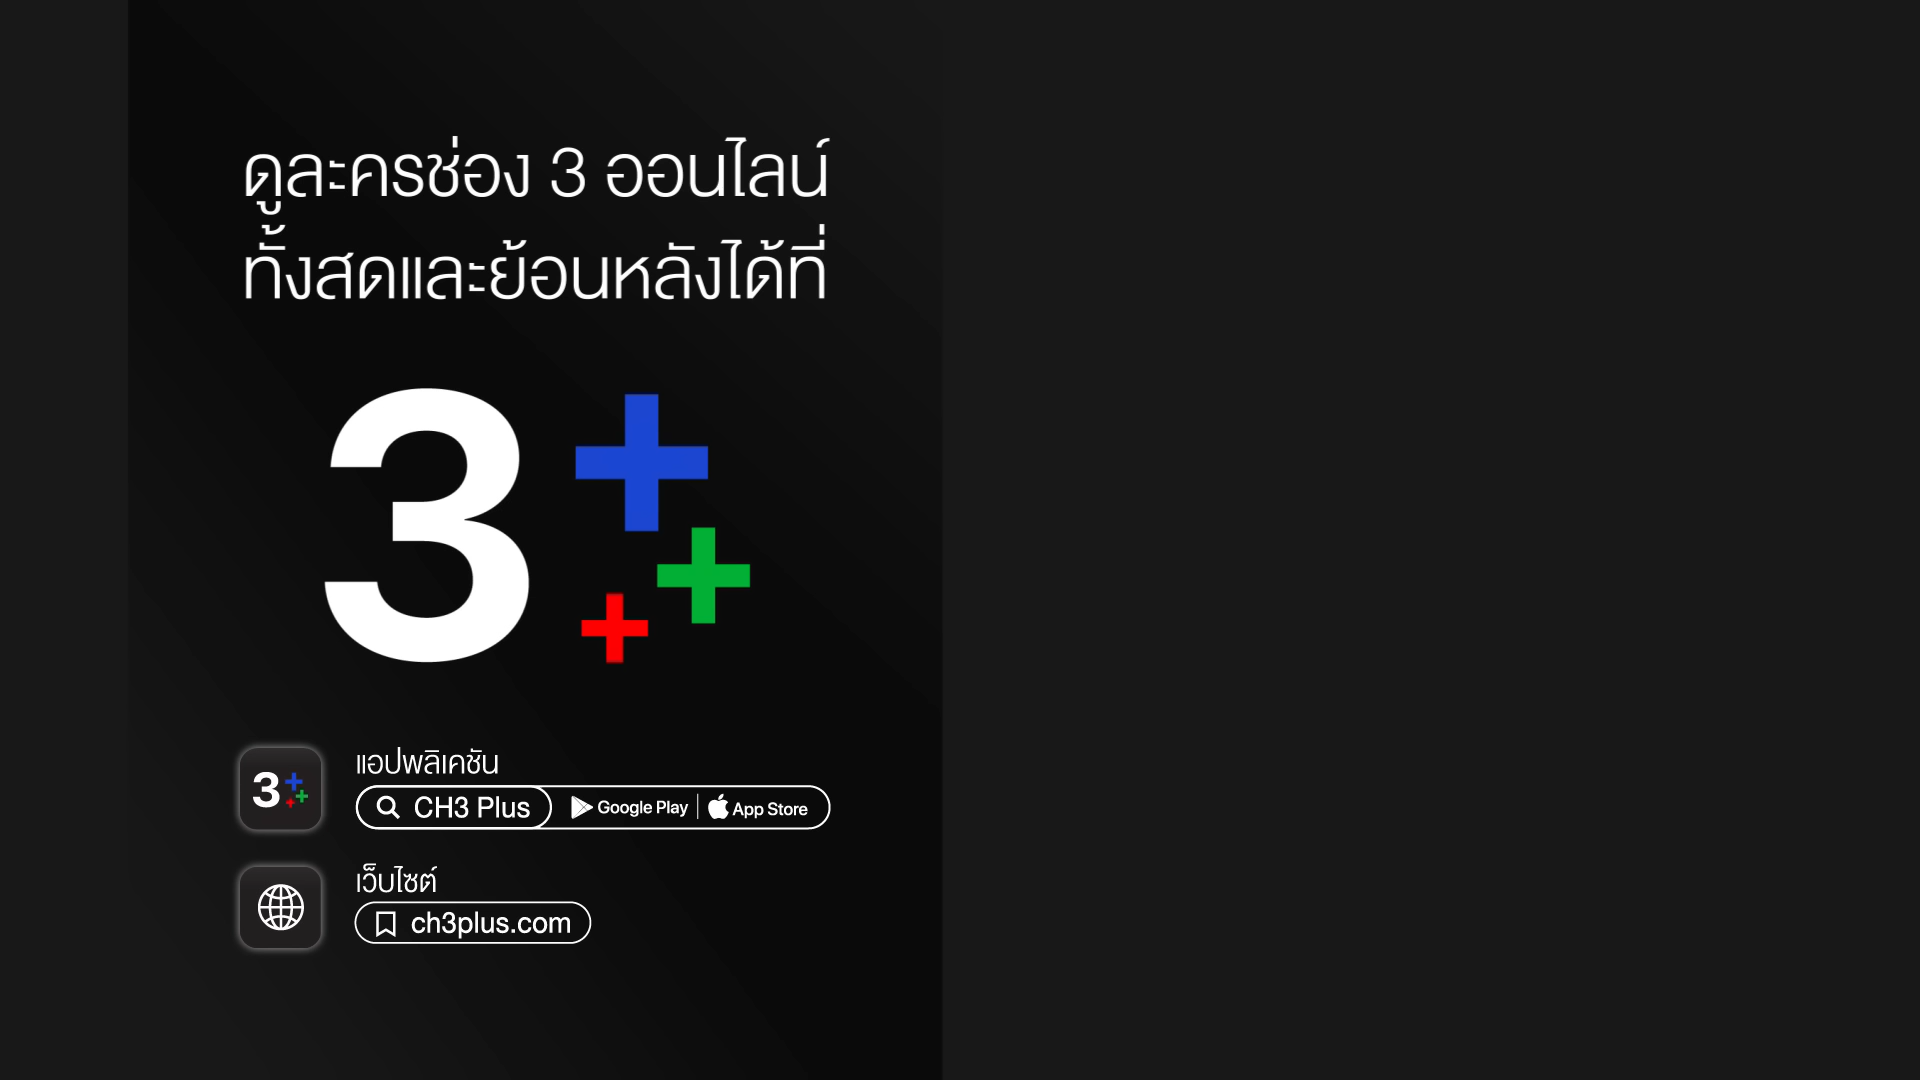 ดูละครช่อง 3 ออนไลน์
ทั้งสดและย้อนหลังได้ที่
3+++
3+++
แอปพลิเคชัน
CH3 Plus Google Play | App Store
เว็บไซต์
ch3plus.com